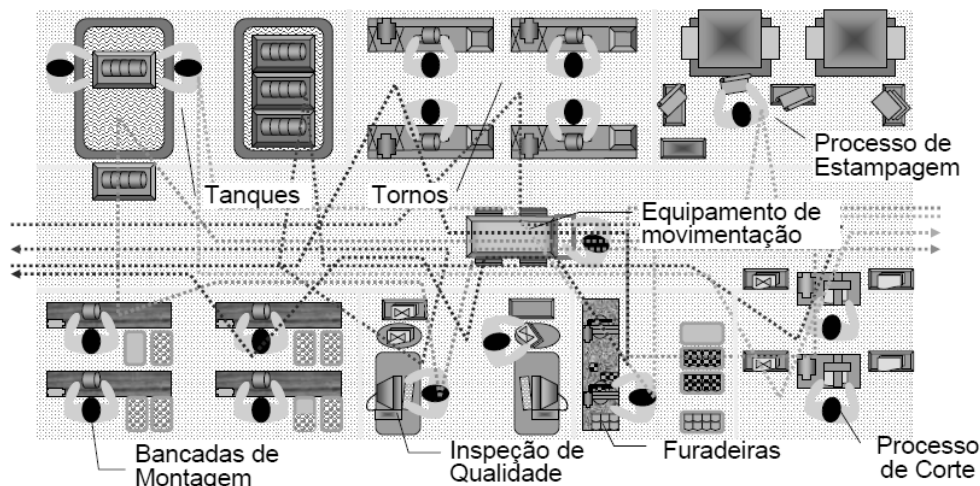 Processo de
Estampagem
Tanques
Tornos
Equipamento de
movimentação
Bancadas de
Montagem
Inspeção de
Qualidade
Furadeiras
Processo
de Corte